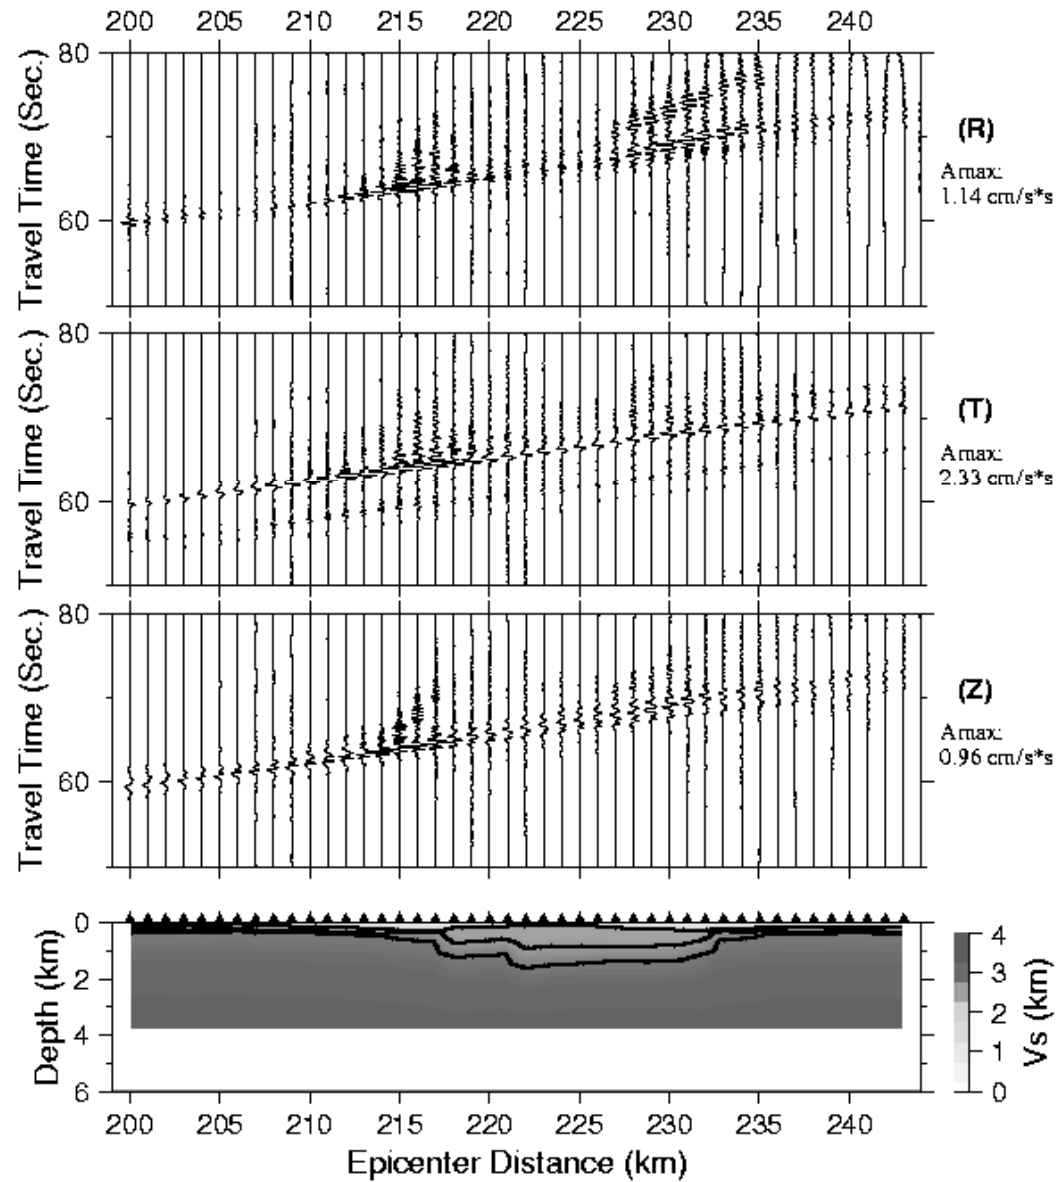 200 205 210 215 220 225 230 235 240
80
60
Travel Time (Sec.)
(R)
Amax:
1.14 cm/s*s
80
60
Travel Time (Sec.)
(T)
Amax:
2.33 cm/s*s
80
60
Travel Time (Sec.)
(Z)
Amax:
0.96 cm/s*s
0
2
4
6
Depth (km)
4
3
2
1
0
Vs (km)
200 205 210 215 220 225 230 235 240
Epicenter Distance (km)